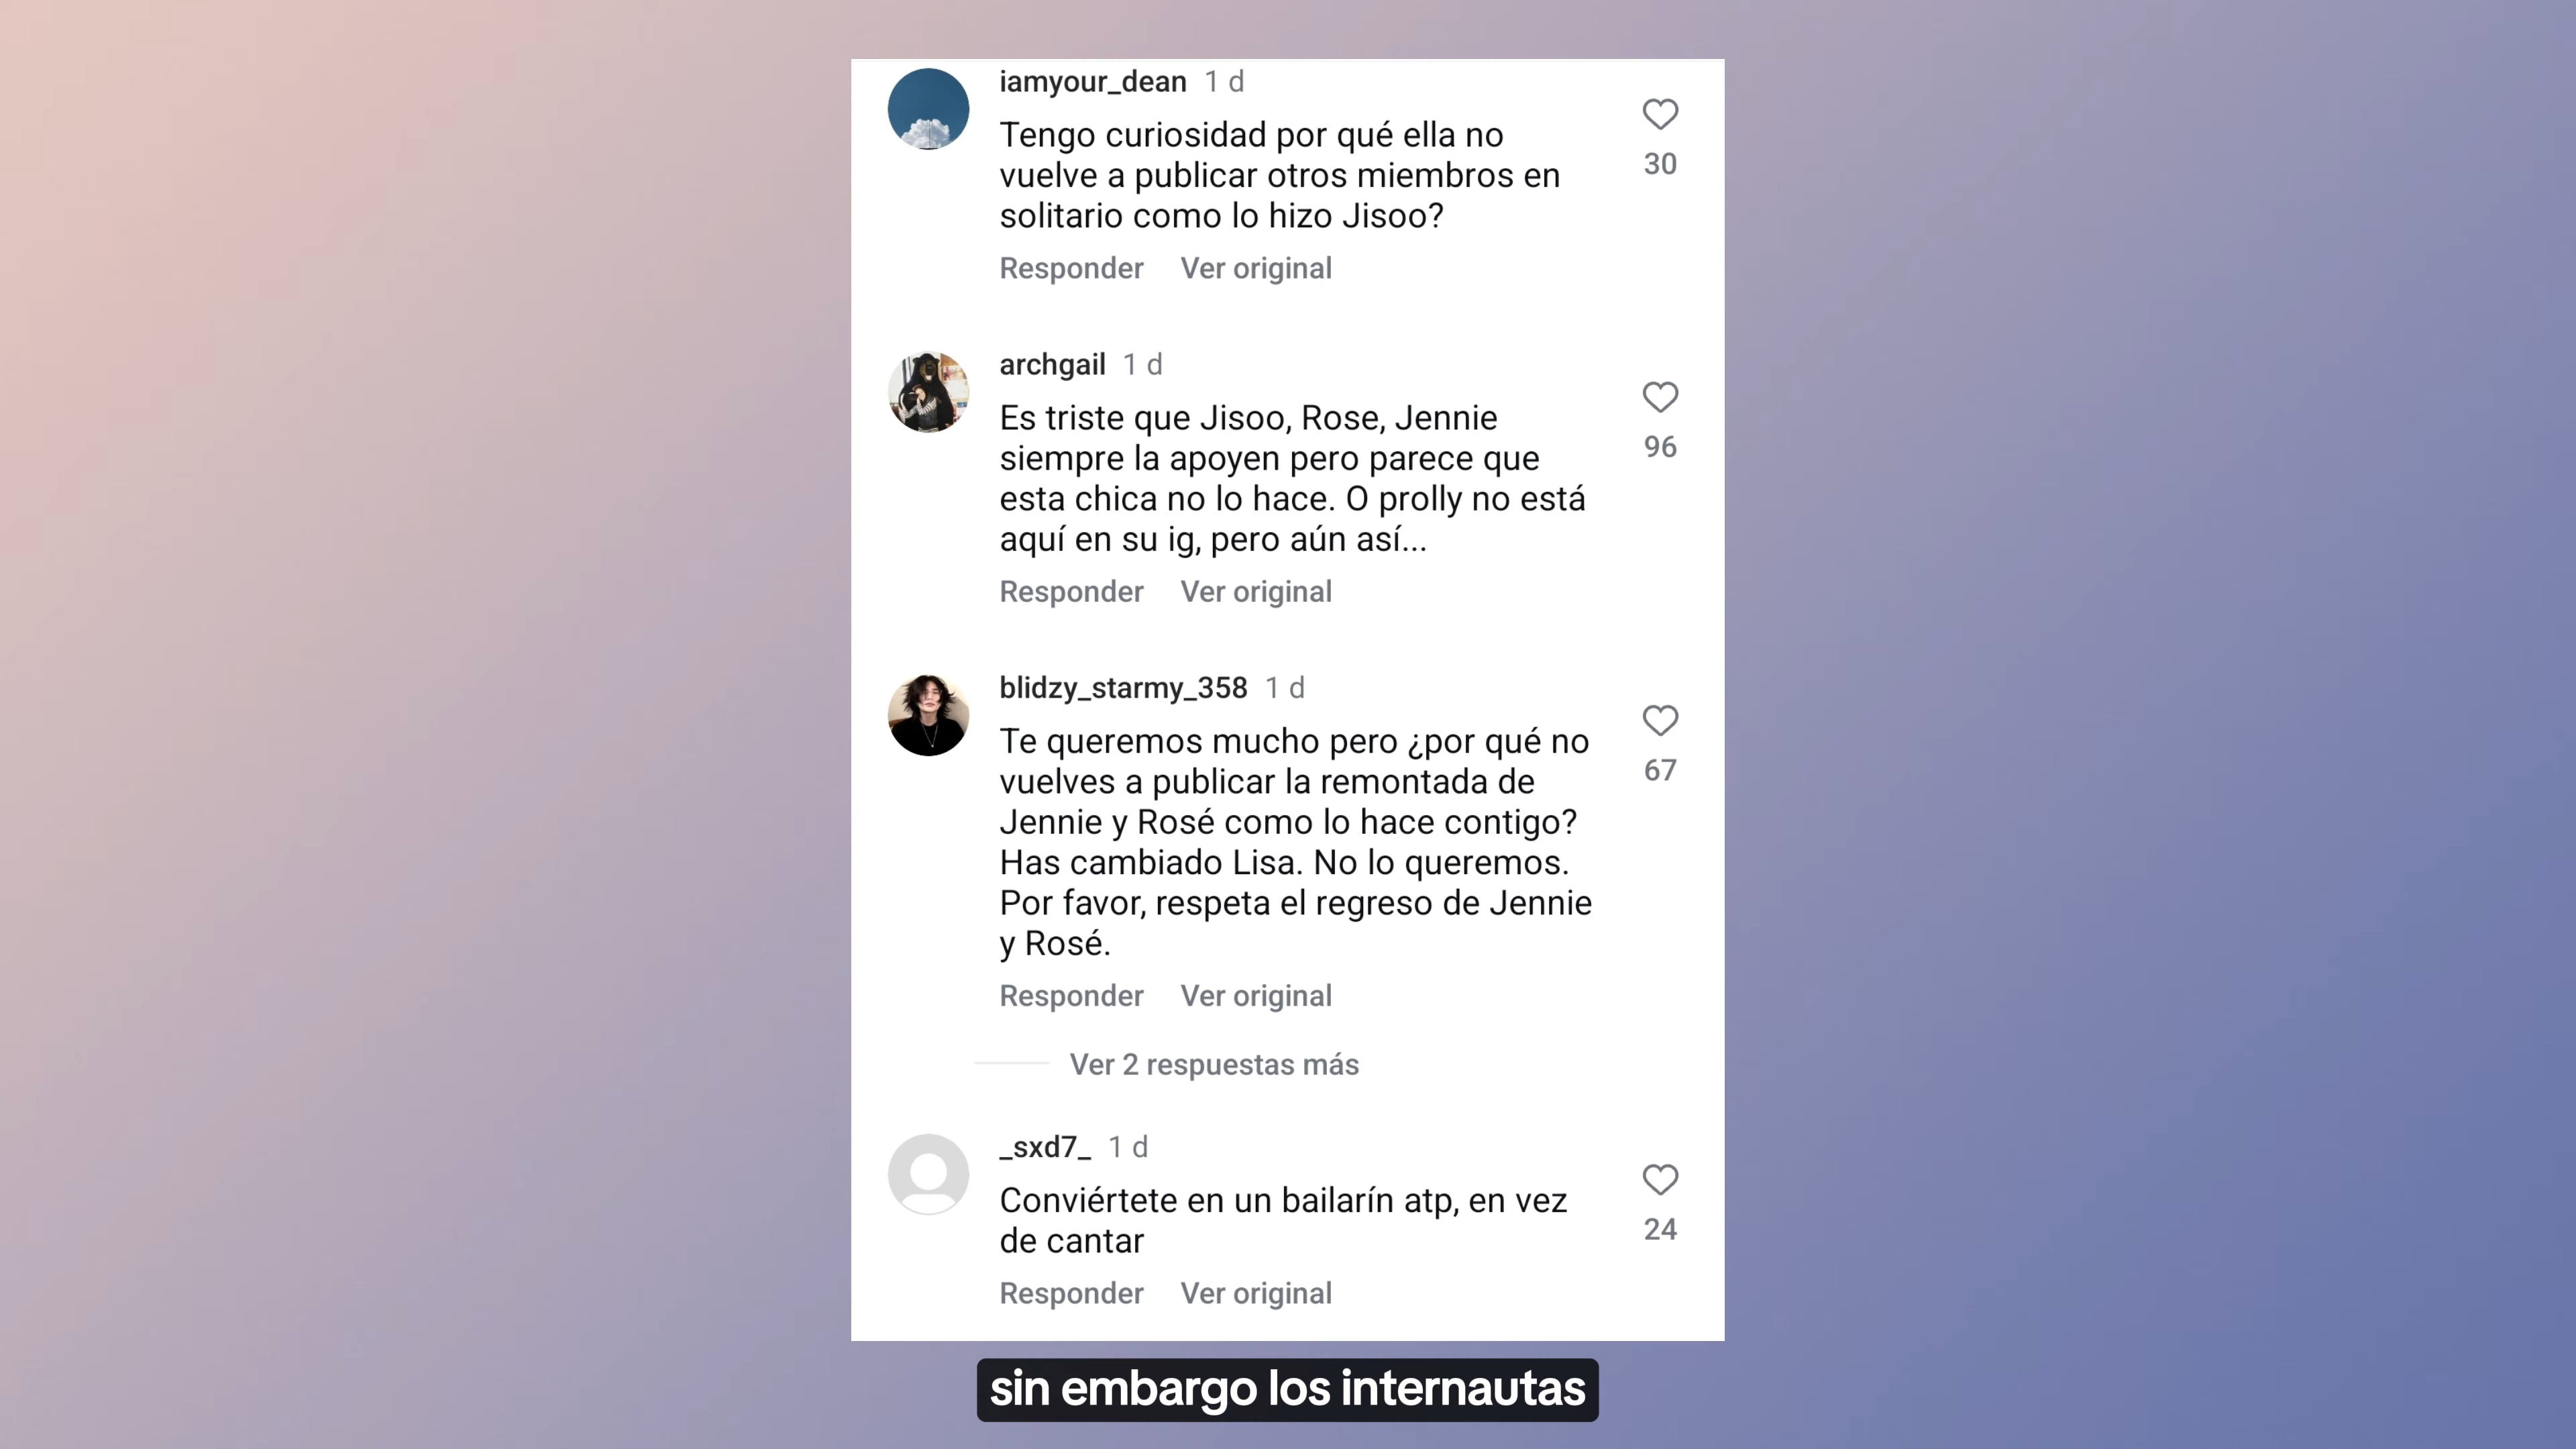 iamyour_dean 1 d
Tengo curiosidad por qué ella no
vuelve a publicar otros miembros en
solitario como lo hizo Jisoo?
30
Responder Ver original
archgail 1 d
Es triste que Jisoo, Rose, Jennie
siempre la apoyen pero parece que
esta chica no lo hace. O prolly no está
aquí en su ig, pero aún así...
96
Responder Ver original
blidzy_starmy_358 1 d
Te queremos mucho pero ¿por qué no
vuelves a publicar la remontada de
Jennie y Rosé como lo hace contigo?
Has cambiado Lisa. No lo queremos.
Por favor, respeta el regreso de Jennie
y Rosé.
67
Responder Ver original
Ver 2 respuestas más
_sxd7_ 1 d
Conviértete en un bailarín atp, en vez
de cantar
24
Responder Ver original
sin embargo los internautas